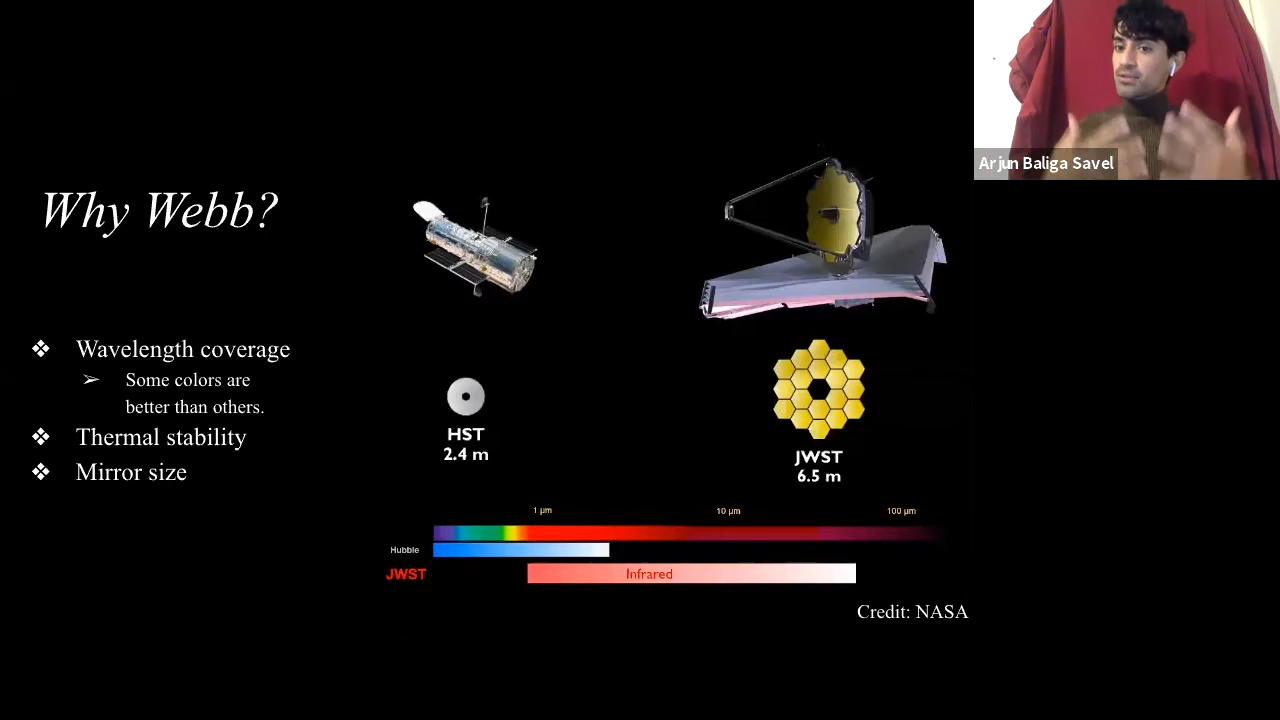 Arjun Baliga Savel
Why Webb?
❖ Wavelength coverage
➢ Some colors are
better than others.
❖ Thermal stability
❖ Mirror size
HST
2.4 m
JWST
6.5 m
1 µm
10 µm
100 µm
Hubble
JWST
Infrared
Credit: NASA